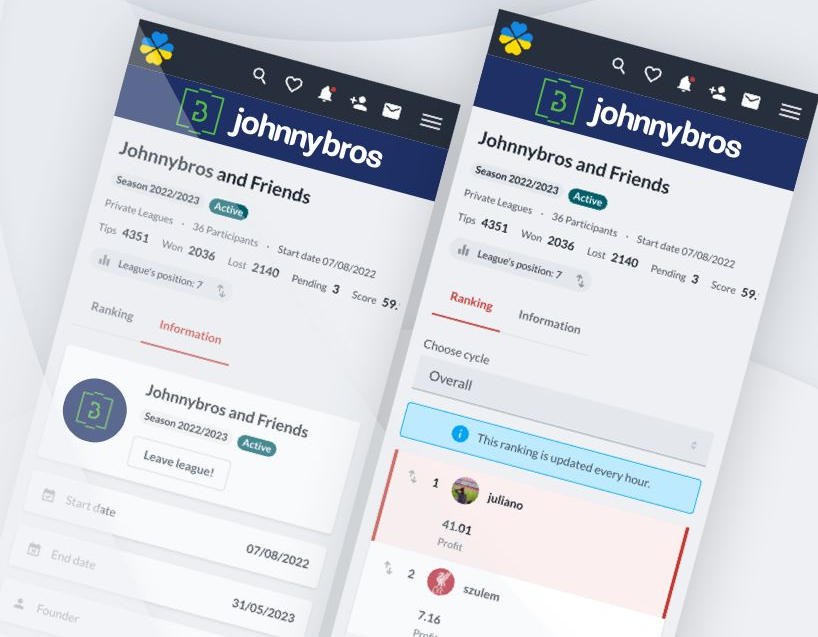 johnnybros
Johnnybros and Friends
Season 2022/2023 Active
Private Leagues · 36 Participants · Start date 07/08/2022
Tips 4351 Won 2036 Lost 2140 Pending 3 Score 59.
League's position: 7
Ranking Information
Johnnybros and Friends
Season 2022/2023 Active
Leave league!
Start date 07/08/2022
End date 31/05/2023
Founder
johnnybros
Johnnybros and Friends
Season 2022/2023 Active
Private Leagues · 36 Participants · Start date 07/08/2022
Tips 4351 Won 2036 Lost 2140 Pending 3 Score 59.
League's position: 7
Ranking Information
Choose cycle
Overall
This ranking is updated every hour.
1 juliano
41.01
Profit
2 szulem
7.16
Profit